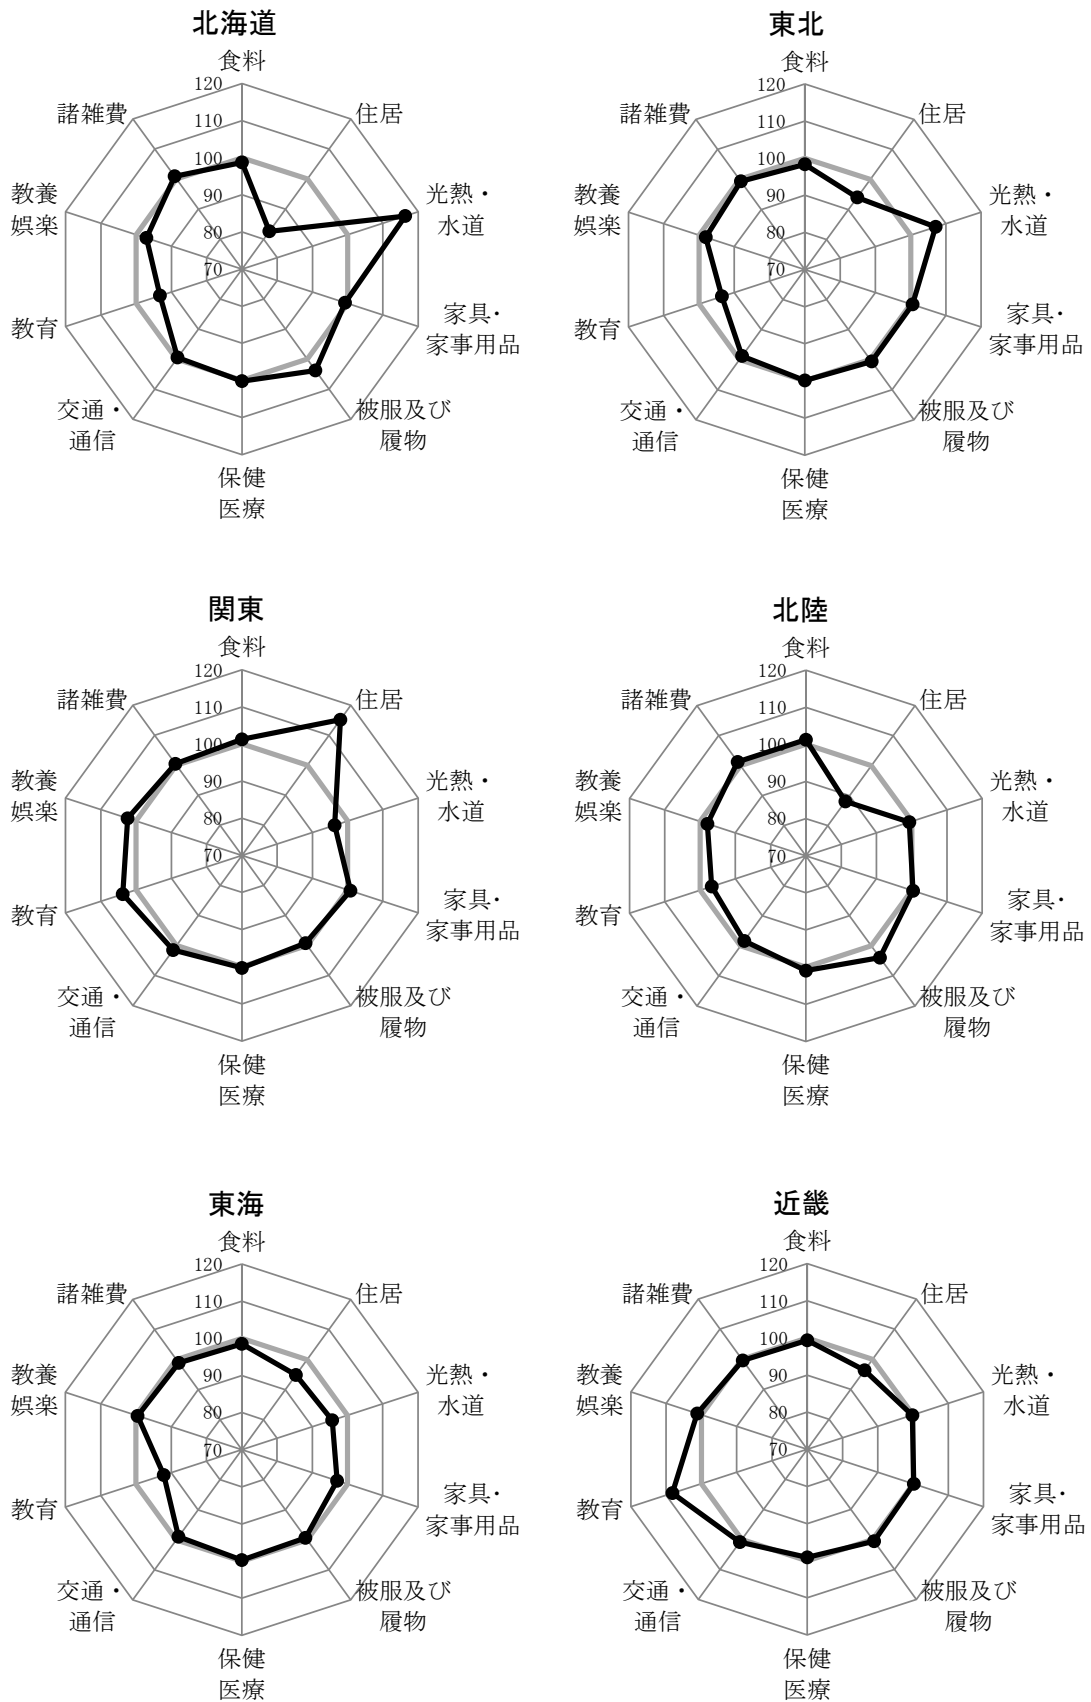 北海道
食料
住居
光熱・
水道
家具・
家事用品
被服及び
履物
保健
医療
交通・
通信
教育
教養
娯楽
諸雑費
120
110
100
90
80
70
東北
食料
住居
光熱・
水道
家具・
家事用品
被服及び
履物
保健
医療
交通・
通信
教育
教養
娯楽
諸雑費
120
110
100
90
80
70
関東
食料
住居
光熱・
水道
家具・
家事用品
被服及び
履物
保健
医療
交通・
通信
教育
教養
娯楽
諸雑費
120
110
100
90
80
70
北陸
食料
住居
光熱・
水道
家具・
家事用品
被服及び
履物
保健
医療
交通・
通信
教育
教養
娯楽
諸雑費
120
110
100
90
80
70
東海
食料
住居
光熱・
水道
家具・
家事用品
被服及び
履物
保健
医療
交通・
通信
教育
教養
娯楽
諸雑費
120
110
100
90
80
70
近畿
食料
住居
光熱・
水道
家具・
家事用品
被服及び
履物
保健
医療
交通・
通信
教育
教養
娯楽
諸雑費
120
110
100
90
80
70